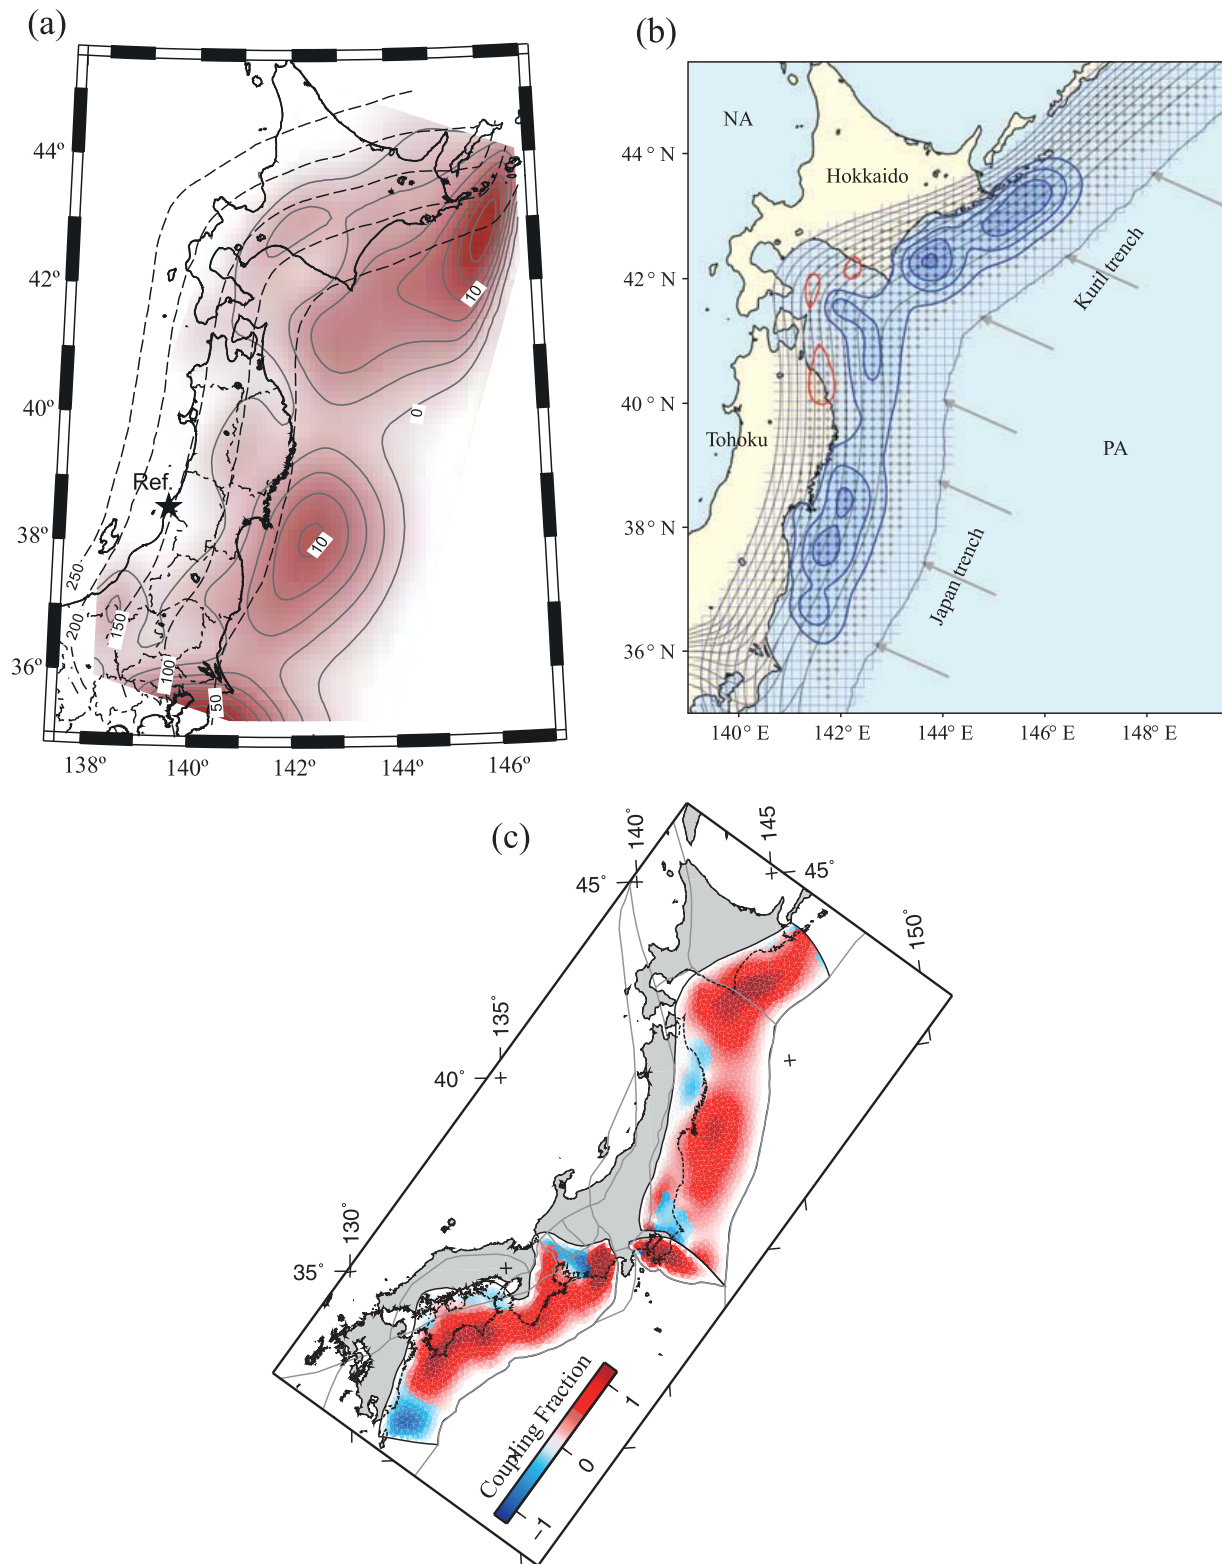 (a)
44º
42º
40º
38º
36º
138º
140º
142º
144º
146º
10
0
10
Ref.
250
200
150
100
50
(b)
NA
Hokkaido
Tohoku
PA
Kuril trench
Japan trench
44° N
42° N
40° N
38° N
36° N
140° E
142° E
144° E
146° E
148° E
(c)
140°
145
45°
45°
150°
135°
40°
130°
35°
Coupling Fraction
−1
0
1